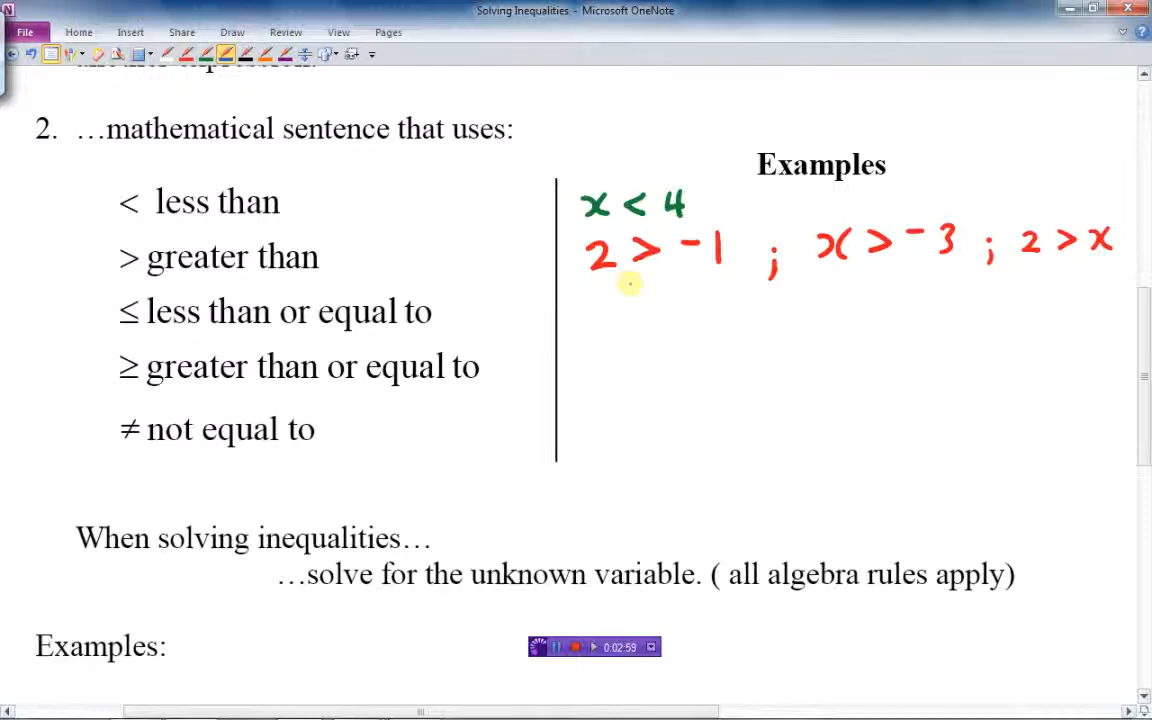 Solving Inequalities - Microsoft OneNote
File Home Insert Share Draw Review View Pages
another expression.
2. …mathematical sentence that uses:
Examples
< less than
x < 4
> greater than
2 > -1 ; x > -3 ; 2 > x
≤ less than or equal to
≥ greater than or equal to
≠ not equal to
When solving inequalities…
…solve for the unknown variable. ( all algebra rules apply)
Examples:
0:02:59